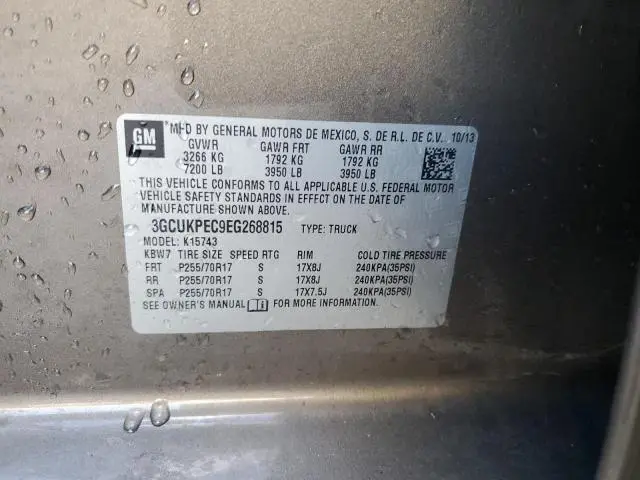 GM
*MFD BY GENERAL MOTORS DE MEXICO, S. DE R.L. DE C.V. 10/13
GVWR GAWR FRT GAWR RR
3266 KG 1792 KG 1792 KG
7200 LB 3950 LB 3950 LB
THIS VEHICLE CONFORMS TO ALL APPLICABLE U.S. FEDERAL MOTOR
VEHICLE SAFETY STANDARDS IN EFFECT ON THE DATE OF
MANUFACTURE SHOWN ABOVE.
3GCUKPEC9EG268815 TYPE: TRUCK
MODEL: K15743
KBW7 TIRE SIZE SPEED RTG RIM COLD TIRE PRESSURE
FRT P255/70R17 S 17X8J 240KPA(35PSI)
RR P255/70R17 S 17X8J 240KPA(35PSI)
SPA P255/70R17 S 17X7.5J 240KPA(35PSI)
SEE OWNER'S MANUAL FOR MORE INFORMATION.